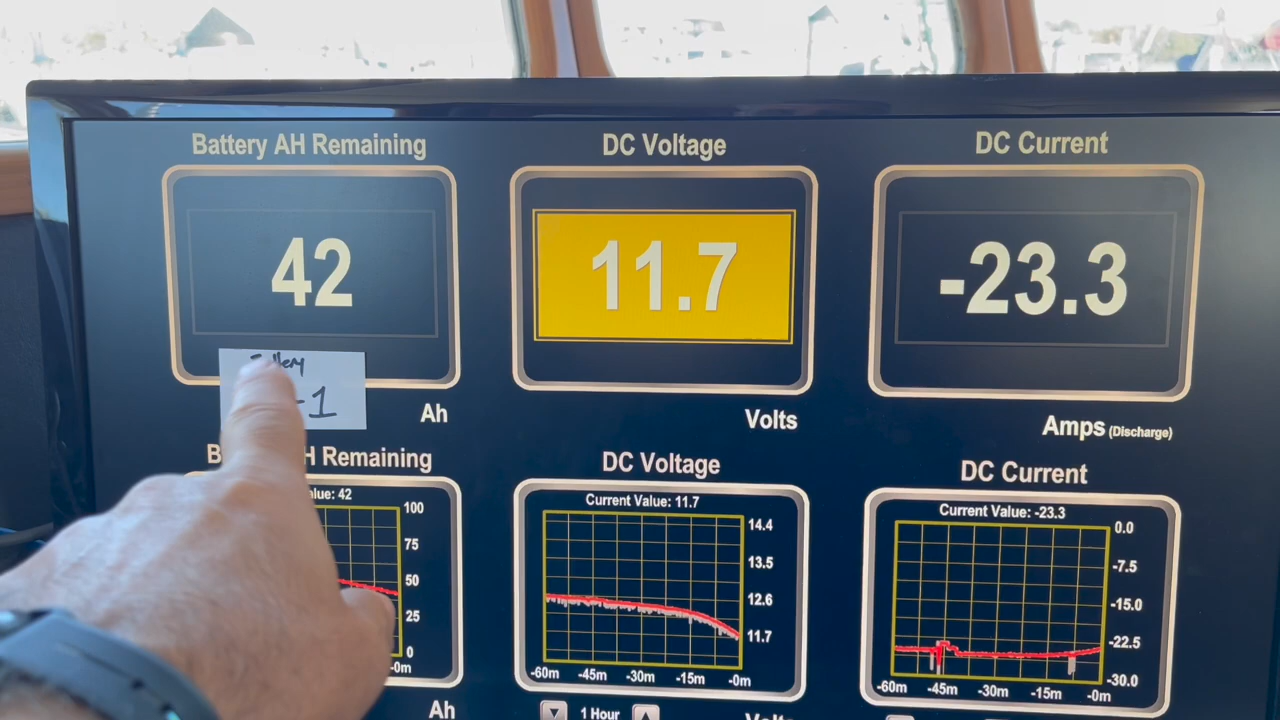 Battery AH Remaining
DC Voltage
DC Current
42
11.7
-23.3
-1
Ah
Volts
Amps (Discharge)
H Remaining
DC Voltage
DC Current
42
Current Value: 11.7
Current Value: -23.3
100
75
50
25
0
-0m
14.4
13.5
12.6
11.7
-60m -45m -30m -15m -0m
0.0
-7.5
-15.0
-22.5
-30.0
-60m -45m -30m -15m -0m
Ah
1 Hour